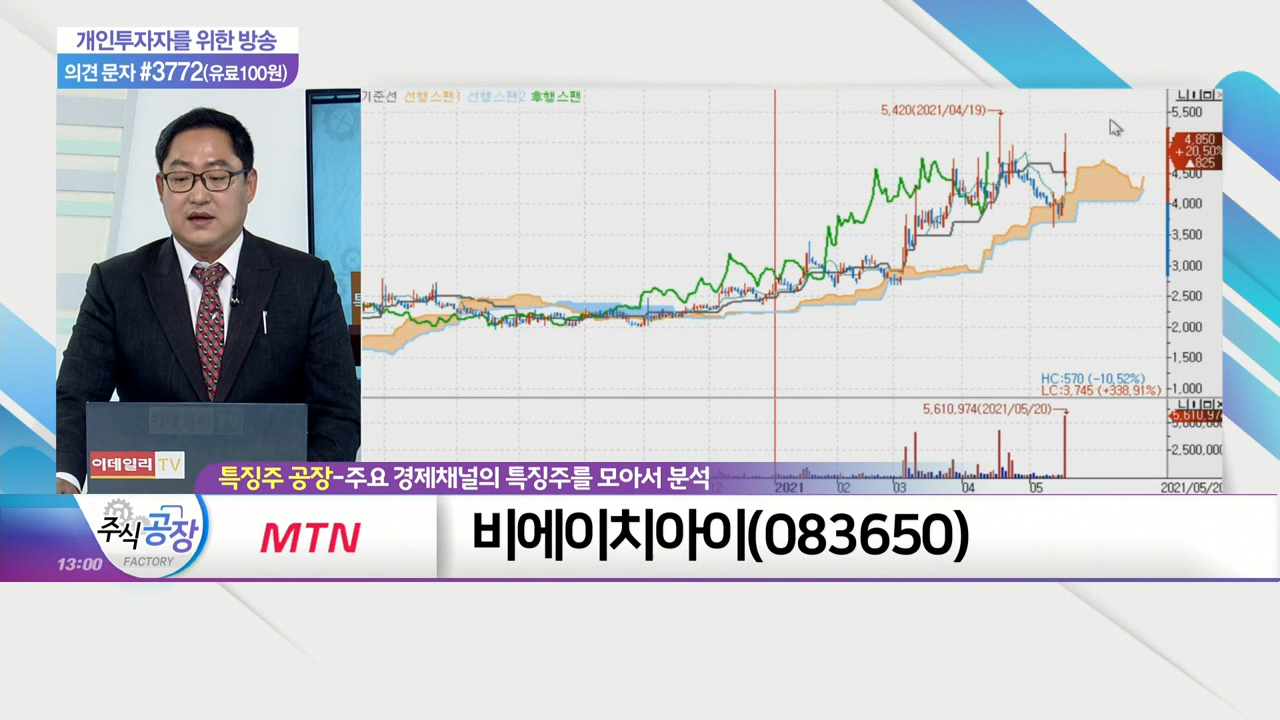 개인투자자를 위한 방송
의견 문자 #3772(유료100원)
기준선 선행스팬1 선행스팬2 후행스팬
5,420(2021/04/19)
5,500
4,850
+20,50%
▲825
4,500
4,000
3,500
3,000
2,500
2,000
1,500
1,000
HC:570 (-10,52%)
LC:3,745 (+338,91%)
5,610,974(2021/05/20)
5,610,97
2,500,00
2021 02 03 04 05 2021/05/20
이데일리 TV
특징주 공장-주요 경제채널의 특징주를 모아서 분석
주식공장
FACTORY
13:00
MTN
비에이치아이(083650)